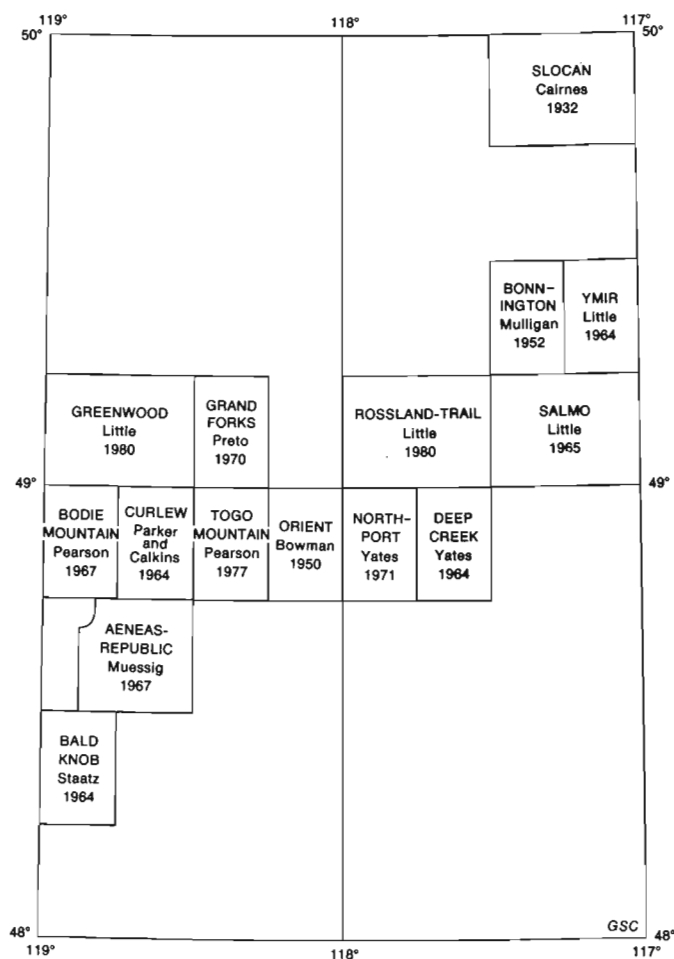 119°
118°
117°
50°
50°
SLOCAN
Cairnes
1932
BONN-
INGTON
Mulligan
1952
YMIR
Little
1964
GREENWOOD
Little
1980
GRAND
FORKS
Preto
1970
ROSSLAND-TRAIL
Little
1980
SALMO
Little
1965
49°
49°
BODIE
MOUNTAIN
Pearson
1967
CURLEW
Parker
and
Calkins
1964
TOGO
MOUNTAIN
Pearson
1977
ORIENT
Bowman
1950
NORTH-
PORT
Yates
1971
DEEP
CREEK
Yates
1964
AENEAS-
REPUBLIC
Muessig
1967
BALD
KNOB
Staatz
1964
GSC
48°
48°
119°
118°
117°